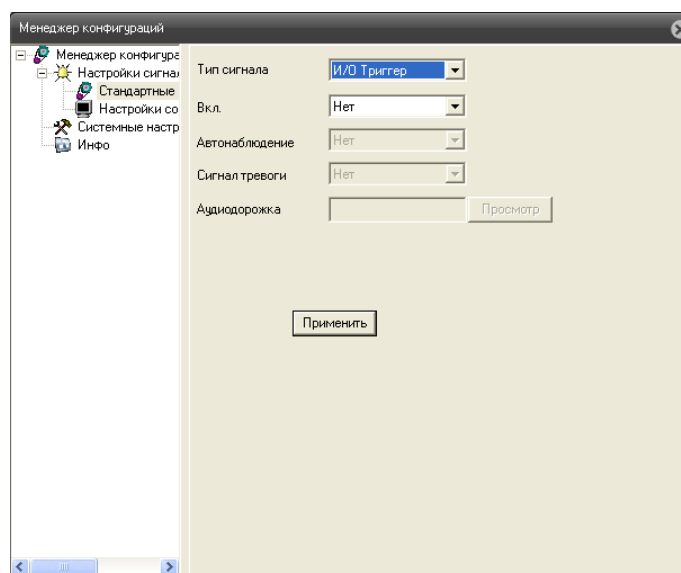 Менеджер конфигураций
Менеджер конфигура
Настройки сигнал
Стандартные
Настройки со
Системные настр
Инфо
Тип сигнала
И/О Триггер
Вкл.
Нет
Автонаблюдение
Нет
Сигнал тревоги
Нет
Аудиодорожка
Просмотр
Применить